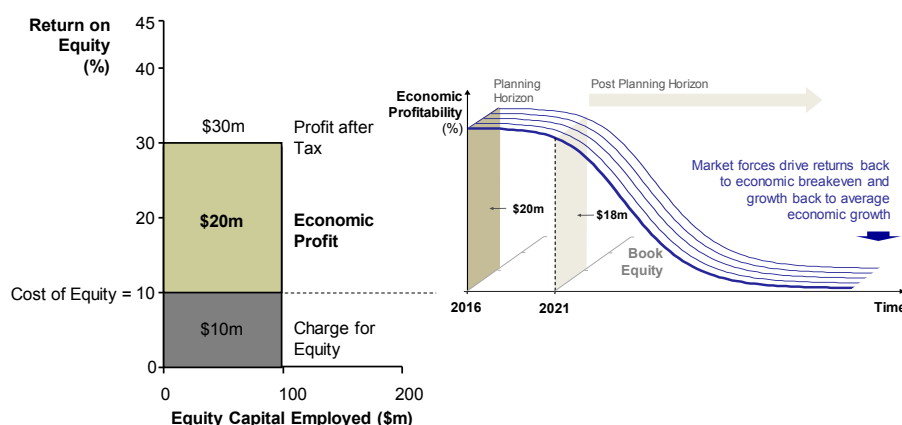 Return on
Equity
(%)
45
40
30
20
10
0
$30m
Profit after
Tax
$20m
Economic
Profit
Cost of Equity =
$10m
Charge for
Equity
0
100
200
Equity Capital Employed ($m)
Economic
Profitability
(%)
Planning
Horizon
Post Planning Horizon
Market forces drive returns back
to economic breakeven and
growth back to average
economic growth
$20m
$18m
Book
Equity
2016
2021
Time